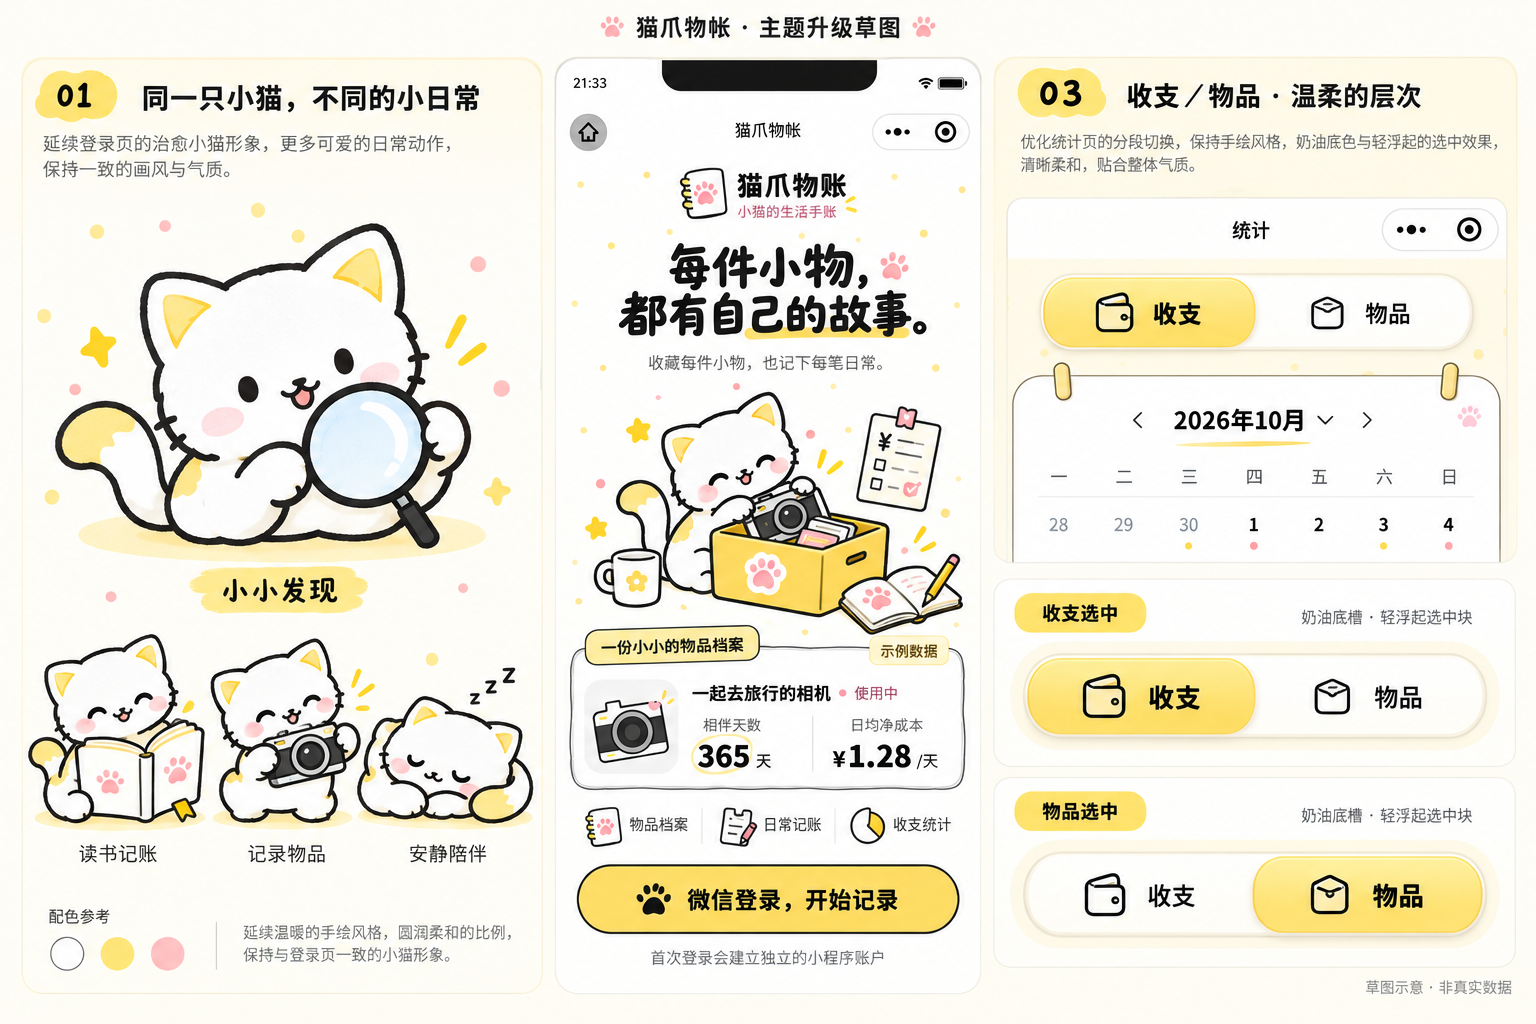 猫爪物帐 · 主题升级草图
01 同一只小猫，不同的小日常
延续登录页的治愈小猫形象，更多可爱的日常动作，
保持一致的画风与气质。
小小发现
z z z
读书记账 记录物品 安静陪伴
配色参考
延续温暖的手绘风格，圆润柔和的比例，
保持与登录页一致的小猫形象。
21:33
猫爪物帐
猫爪物账
小猫的生活手账
每件小物，
都有自己的故事。
收藏每件小物，也记下每笔日常。
¥
一份小小的物品档案 示例数据
一起去旅行的相机 使用中
相伴天数 日均净成本
365 天 ¥1.28 /天
物品档案 日常记账 收支统计
微信登录，开始记录
首次登录会建立独立的小程序账户
03 收支／物品 · 温柔的层次
优化统计页的分段切换，保持手绘风格，奶油底色与轻浮起的选中效果，
清晰柔和，贴合整体气质。
统计
收支 物品
2026年10月
一 二 三 四 五 六 日
28 29 30 1 2 3 4
收支选中 奶油底槽 · 轻浮起选中块
收支 物品
物品选中 奶油底槽 · 轻浮起选中块
收支 物品
草图示意 · 非真实数据